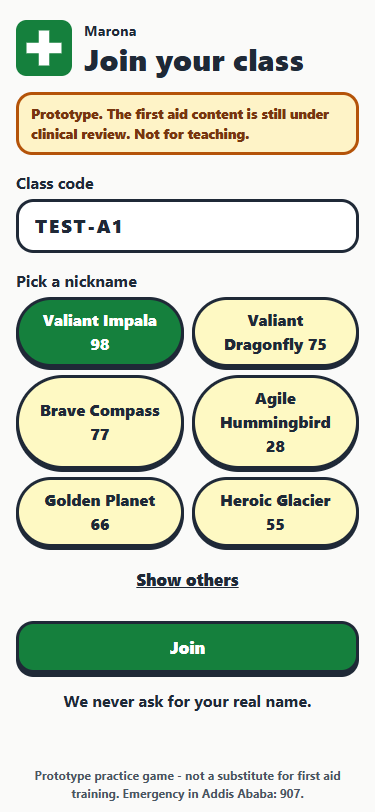 Marona
Join your class
Prototype. The first aid content is still under
clinical review. Not for teaching.
Class code
TEST-A1
Pick a nickname
Valiant Impala
98
Valiant
Dragonfly 75
Brave Compass
77
Agile
Hummingbird
28
Golden Planet
66
Heroic Glacier
55
Show others
Join
We never ask for your real name.
Prototype practice game - not a substitute for first aid
training. Emergency in Addis Ababa: 907.